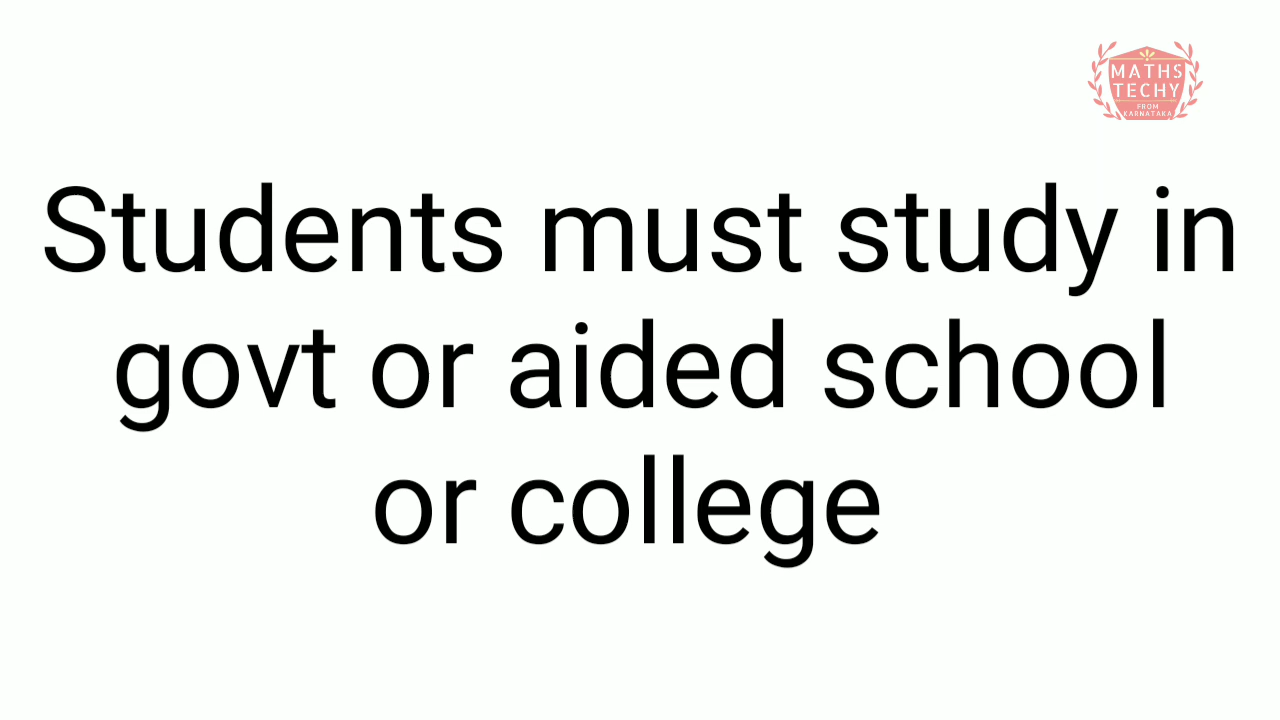 MATHS
TECHY
FROM
KARNATAKA
Students must study in
govt or aided school
or college